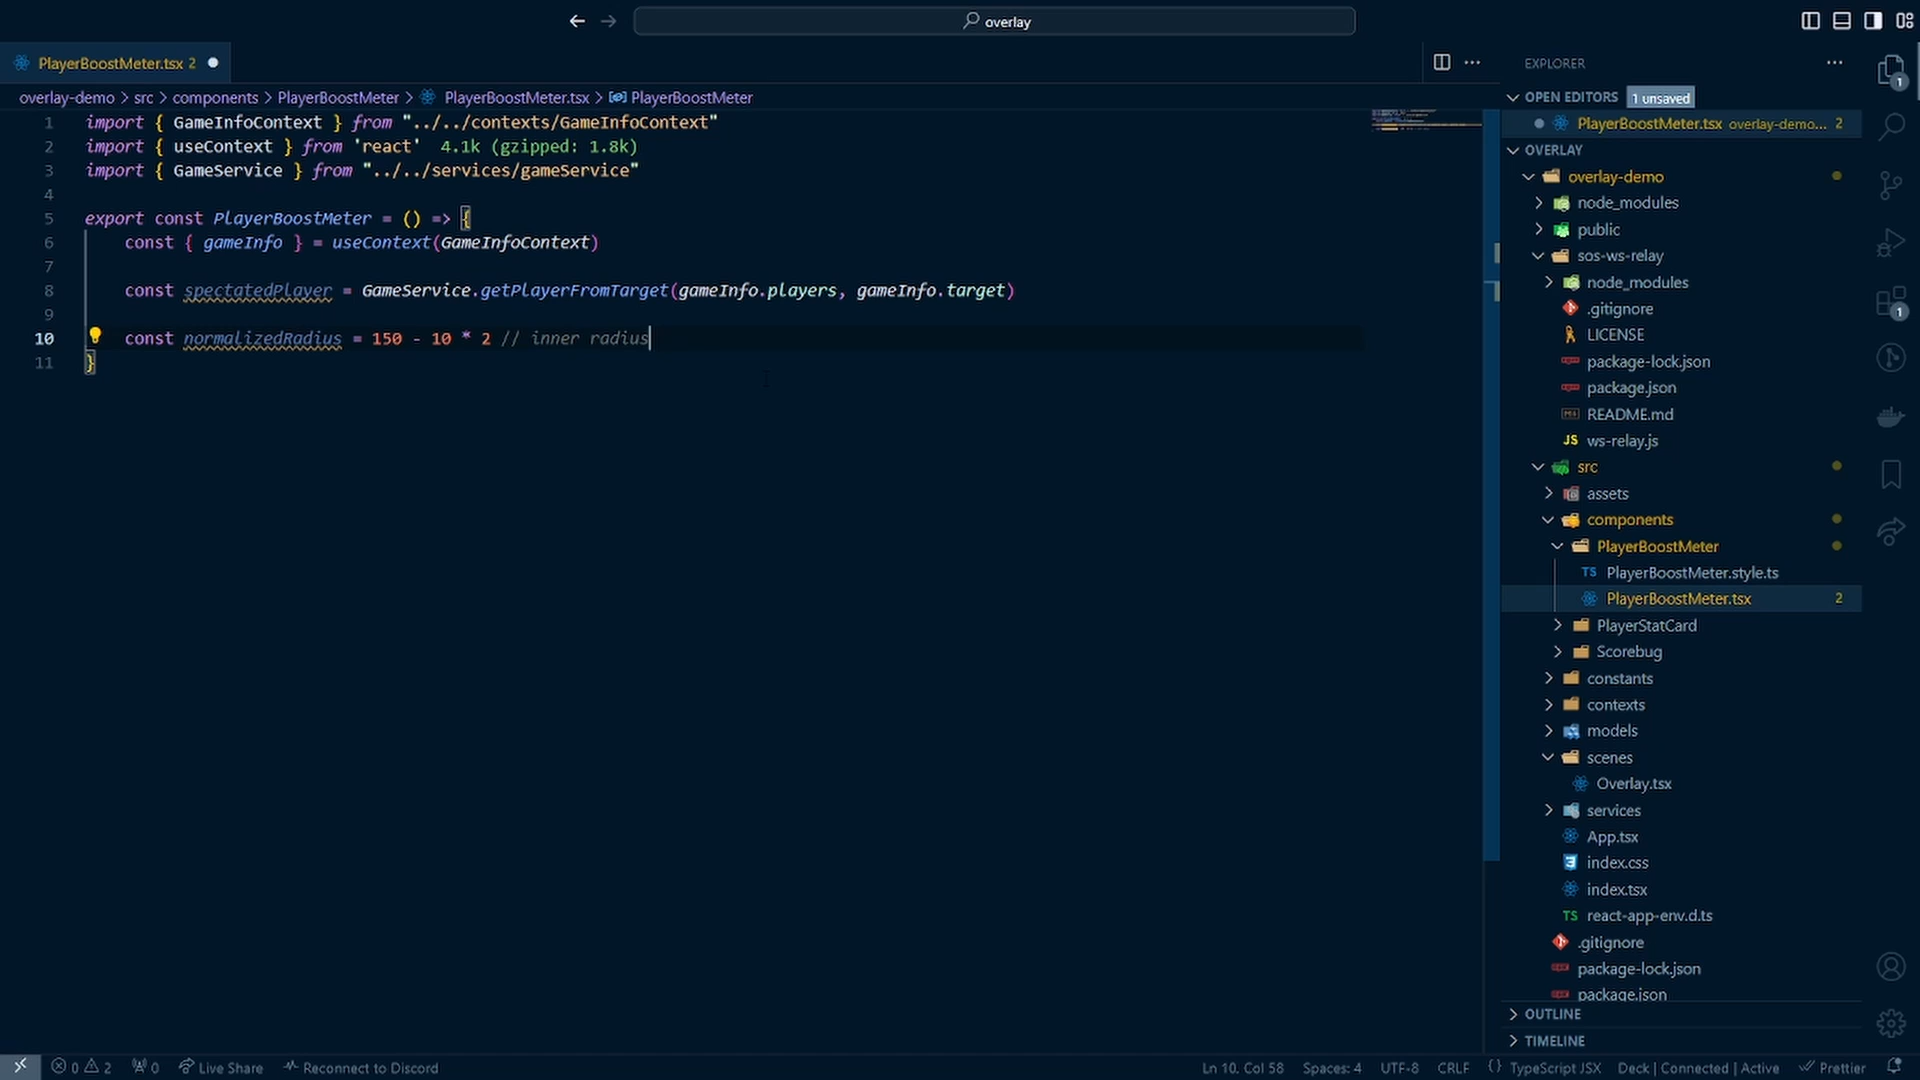 overlay
PlayerBoostMeter.tsx 2
overlay-demo > src > components > PlayerBoostMeter > PlayerBoostMeter.tsx > PlayerBoostMeter
1 import { GameInfoContext } from "../../contexts/GameInfoContext"
2 import { useContext } from 'react' 4.1k (gzipped: 1.8k)
3 import { GameService } from "../../services/gameService"
4
5 export const PlayerBoostMeter = () => {
6 const { gameInfo } = useContext(GameInfoContext)
7
8 const spectatedPlayer = GameService.getPlayerFromTarget(gameInfo.players, gameInfo.target)
9
10 const normalizedRadius = 150 - 10 * 2 // inner radius
11 }
EXPLORER
OPEN EDITORS 1 unsaved
PlayerBoostMeter.tsx overlay-demo... 2
OVERLAY
overlay-demo
node_modules
public
sos-ws-relay
node_modules
.gitignore
LICENSE
package-lock.json
package.json
README.md
JS ws-relay.js
src
assets
components
PlayerBoostMeter
TS PlayerBoostMeter.style.ts
PlayerBoostMeter.tsx 2
PlayerStatCard
Scorebug
constants
contexts
models
scenes
Overlay.tsx
services
App.tsx
index.css
index.tsx
TS react-app-env.d.ts
.gitignore
package-lock.json
package.json
OUTLINE
TIMELINE
1
1
0 2 0 Live Share Reconnect to Discord
Ln 10, Col 58 Spaces: 4 UTF-8 CRLF {} TypeScript JSX Deck | Connected | Active Prettier